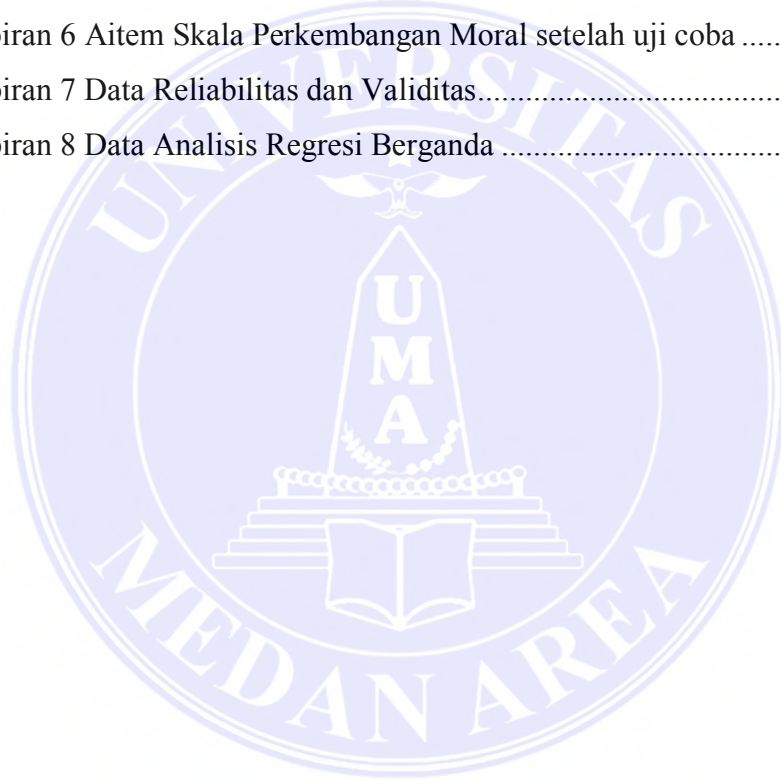 piran 6 Aitem Skala Perkembangan Moral setelah uji coba .....
piran 7 Data Reliabilitas dan Validitas.....................................
piran 8 Data Analisis Regresi Berganda ..................................
UNIVERSITAS
U
M
A
MEDAN AREA